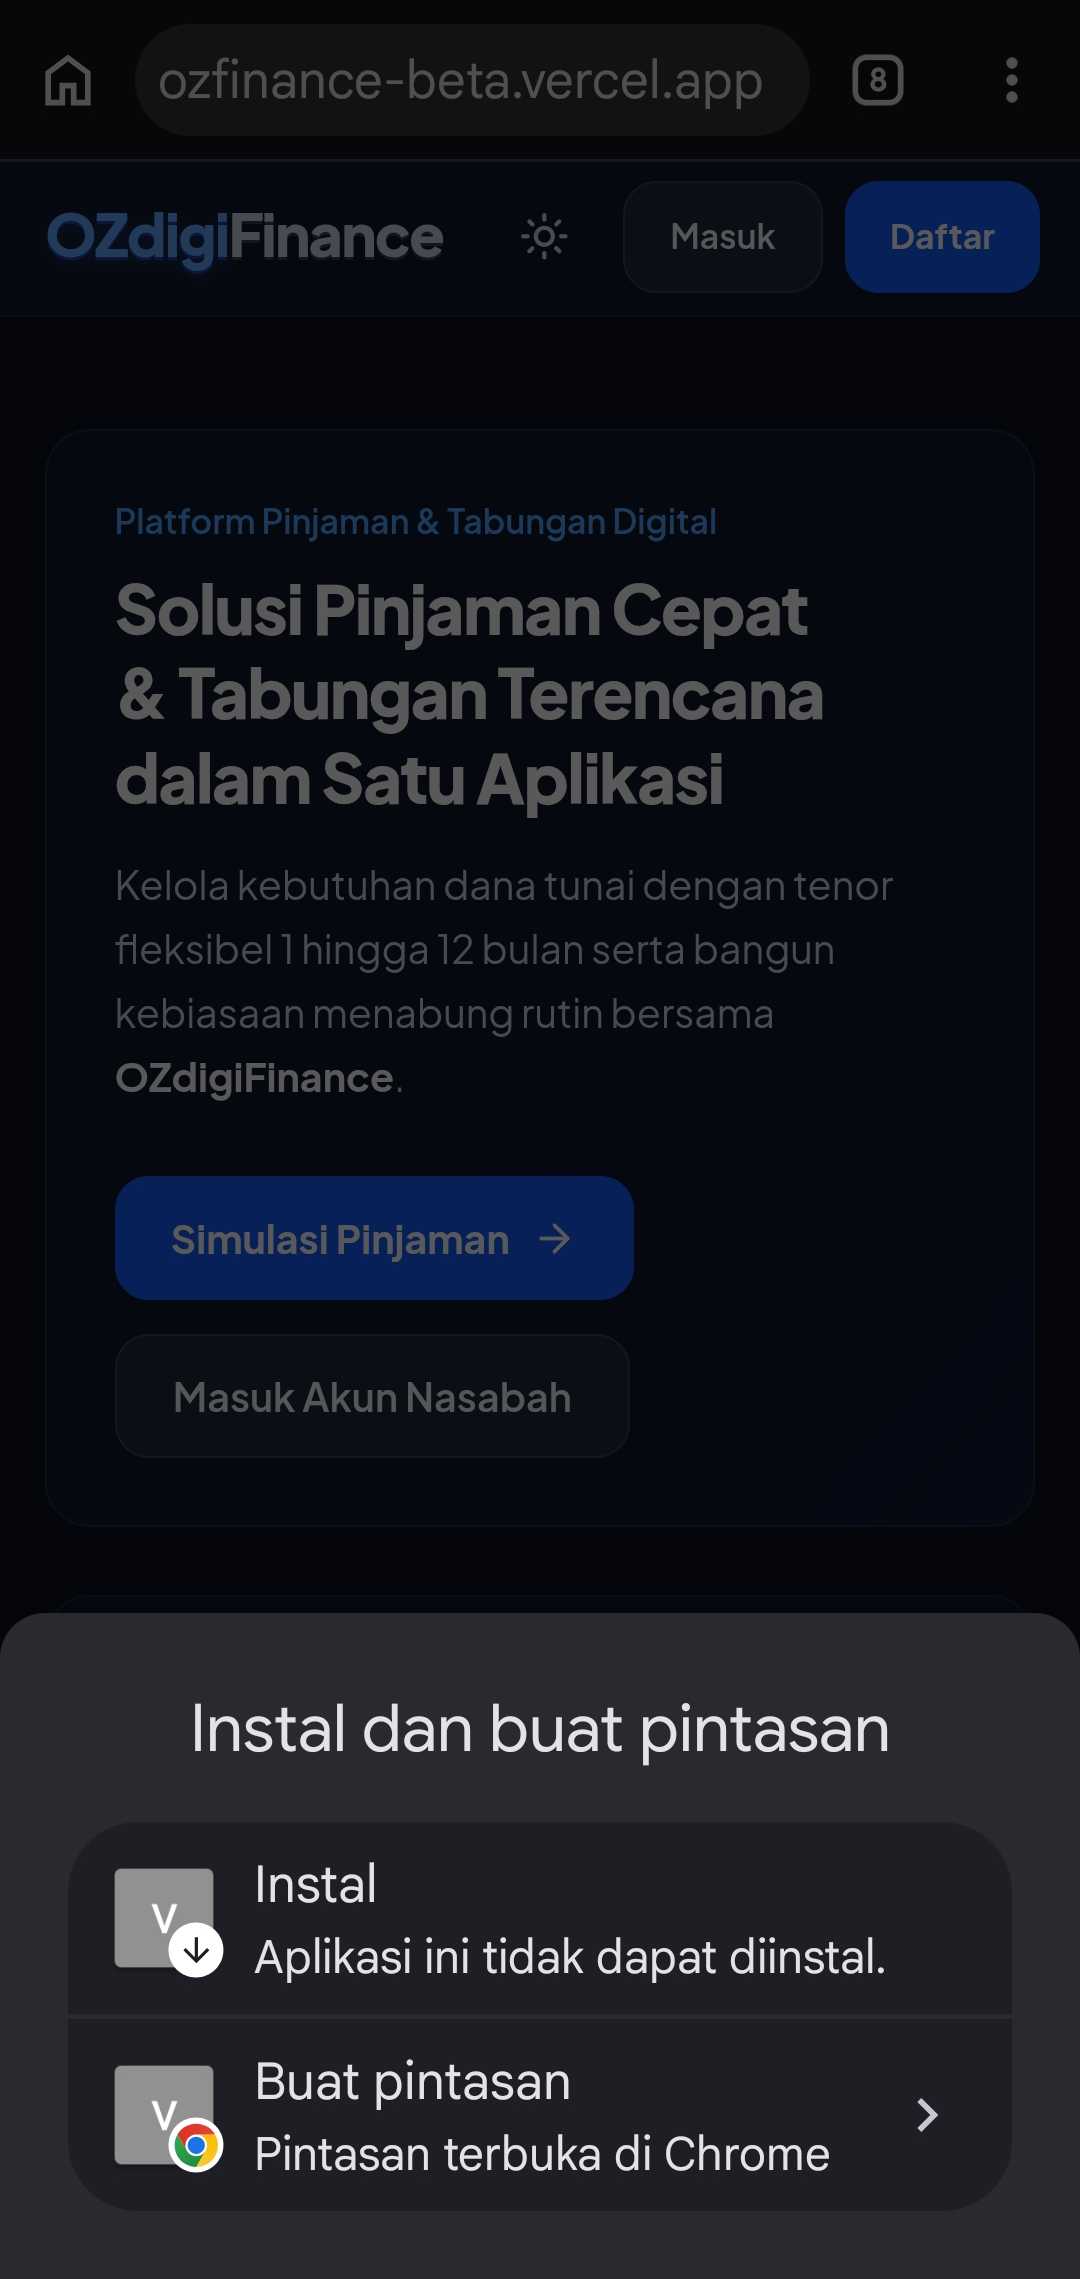 ozfinance-beta.vercel.app
8
OZdigiFinance
Masuk
Daftar
Platform Pinjaman & Tabungan Digital
Solusi Pinjaman Cepat
& Tabungan Terencana
dalam Satu Aplikasi
Kelola kebutuhan dana tunai dengan tenor
fleksibel 1 hingga 12 bulan serta bangun
kebiasaan menabung rutin bersama
OZdigiFinance.
Simulasi Pinjaman →
Masuk Akun Nasabah
Instal dan buat pintasan
V
Instal
Aplikasi ini tidak dapat diinstal.
V
Buat pintasan
Pintasan terbuka di Chrome